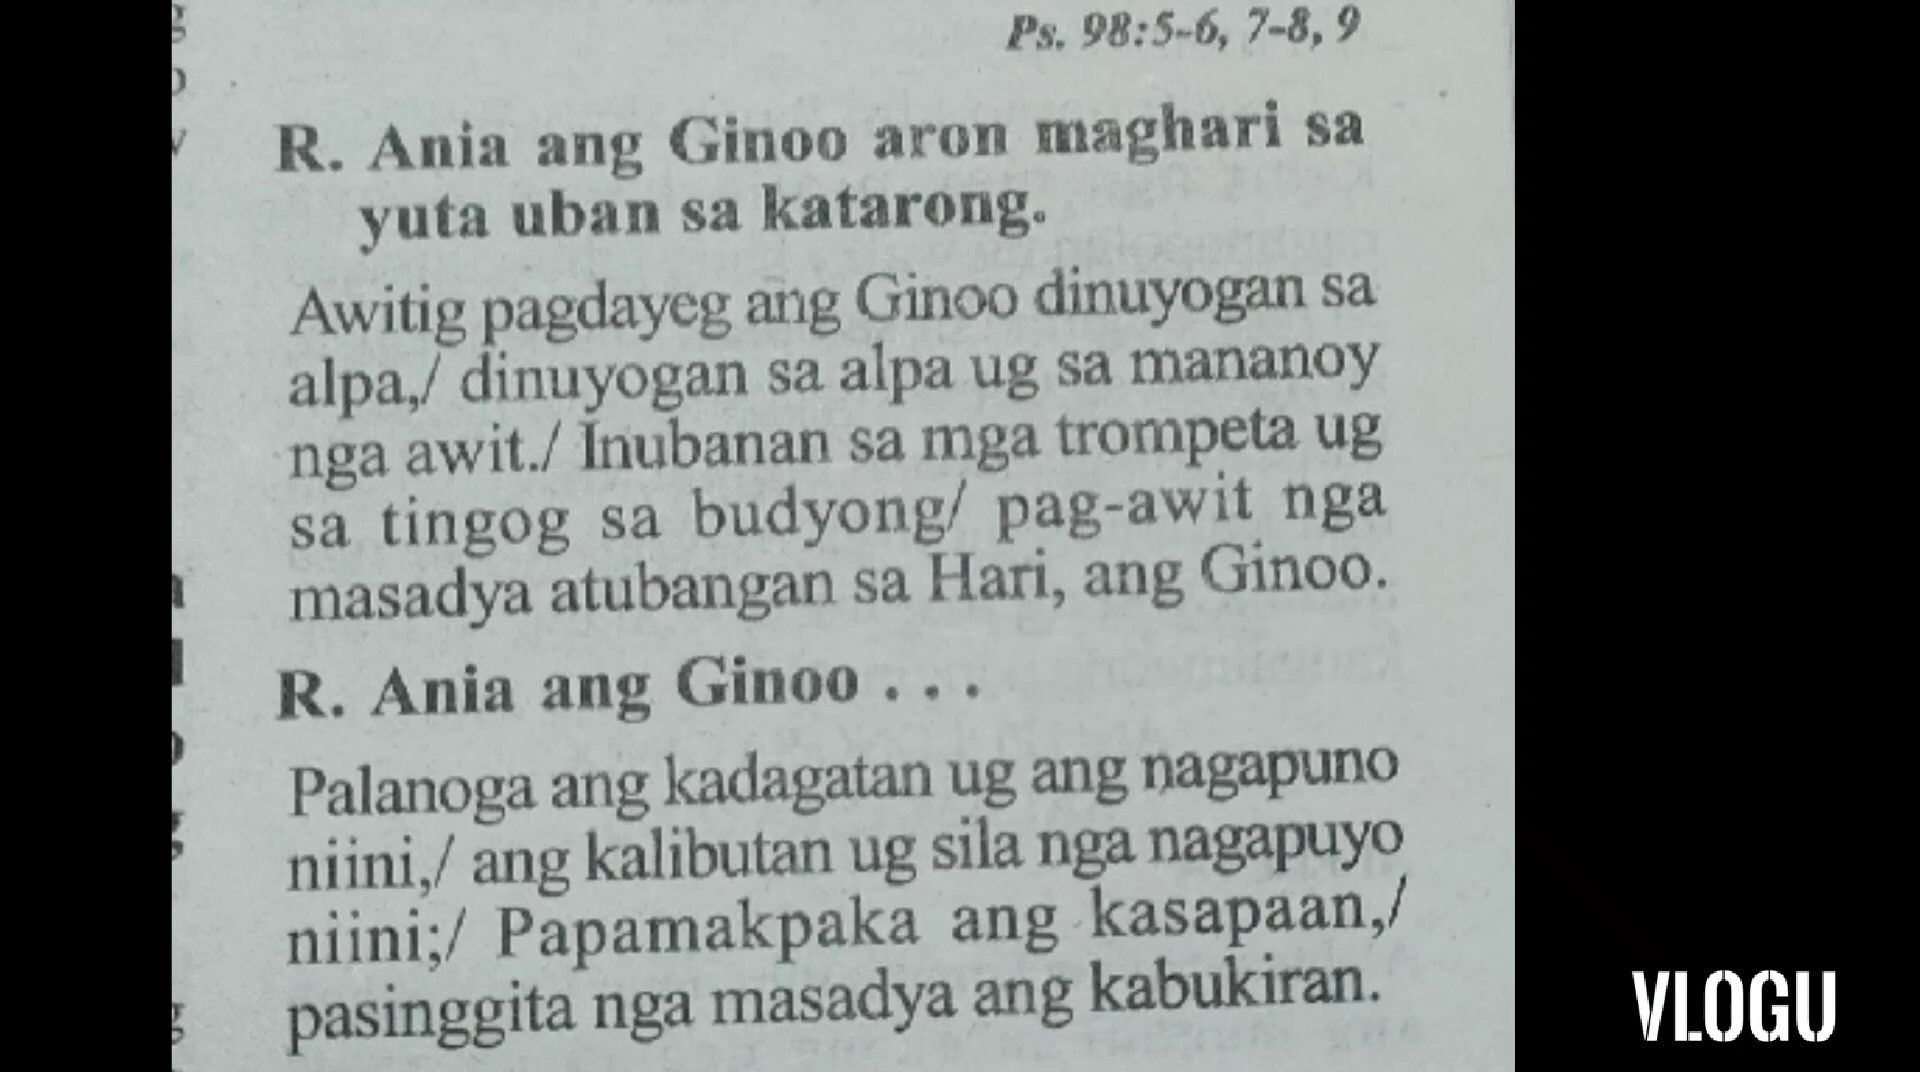 Ps. 98:5-6, 7-8, 9
R. Ania ang Ginoo aron maghari sa
yuta uban sa katarong.
Awitig pagdayeg ang Ginoo dinuyogan sa
alpa,/ dinuyogan sa alpa ug sa mananoy
nga awit./ Inubanan sa mga trompeta ug
sa tingog sa budyong/ pag-awit nga
masadya atubangan sa Hari, ang Ginoo.
R. Ania ang Ginoo . . .
Palanoga ang kadagatan ug ang nagapuno
niini,/ ang kalibutan ug sila nga nagapuyo
niini;/ Papamakpaka ang kasapaan,/
pasinggita nga masadya ang kabukiran.
VLOGU